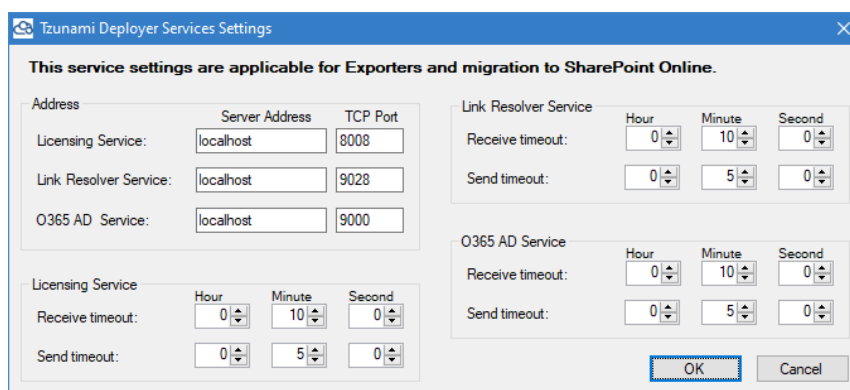 Tzunami Deployer Services Settings
This service settings are applicable for Exporters and migration to SharePoint Online.
Address
Server Address TCP Port
Licensing Service: localhost 8008
Link Resolver Service: localhost 9028
O365 AD Service: localhost 9000
Licensing Service
Hour Minute Second
Receive timeout: 0 10 0
Send timeout: 0 5 0
Link Resolver Service
Hour Minute Second
Receive timeout: 0 10 0
Send timeout: 0 5 0
O365 AD Service
Hour Minute Second
Receive timeout: 0 10 0
Send timeout: 0 5 0
OK Cancel